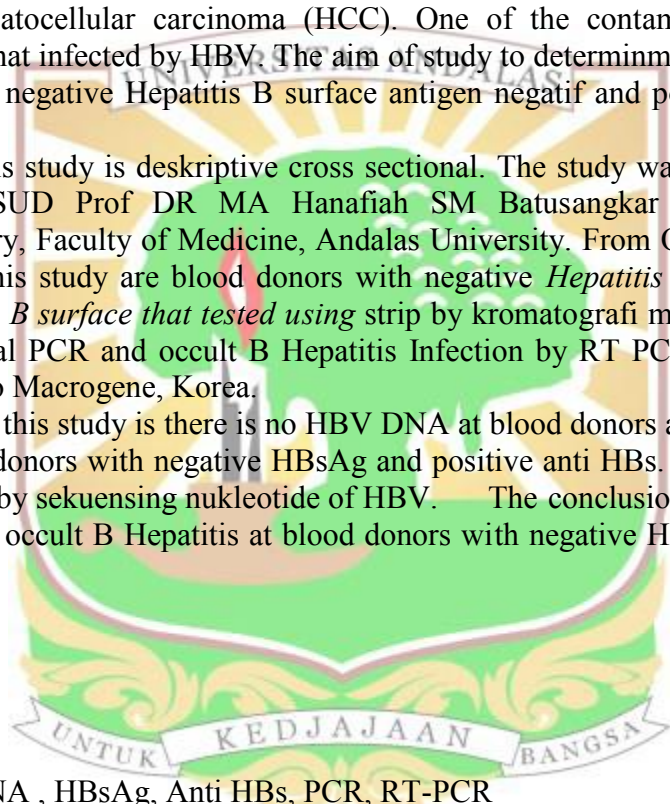 atocellular carcinoma (HCC). One of the contan
hat infected by HBV. The aim of study to determinm
UNIVERSITAS ANDALAS
negative Hepatitis B surface antigen negatif and po
s study is deskriptive cross sectional. The study wa
SUD Prof DR MA Hanafiah SM Batusangkar
ry, Faculty of Medicine, Andalas University. From O
his study are blood donors with negative Hepatitis
B surface that tested using strip by kromatografi m
al PCR and occult B Hepatitis Infection by RT PC
o Macrogene, Korea.
this study is there is no HBV DNA at blood donors a
donors with negative HBsAg and positive anti HBs.
by sekuensing nukleotide of HBV. The conclusio
occult B Hepatitis at blood donors with negative H
UNTUK KEDJAJAAN BANGSA
NA , HBsAg, Anti HBs, PCR, RT-PCR